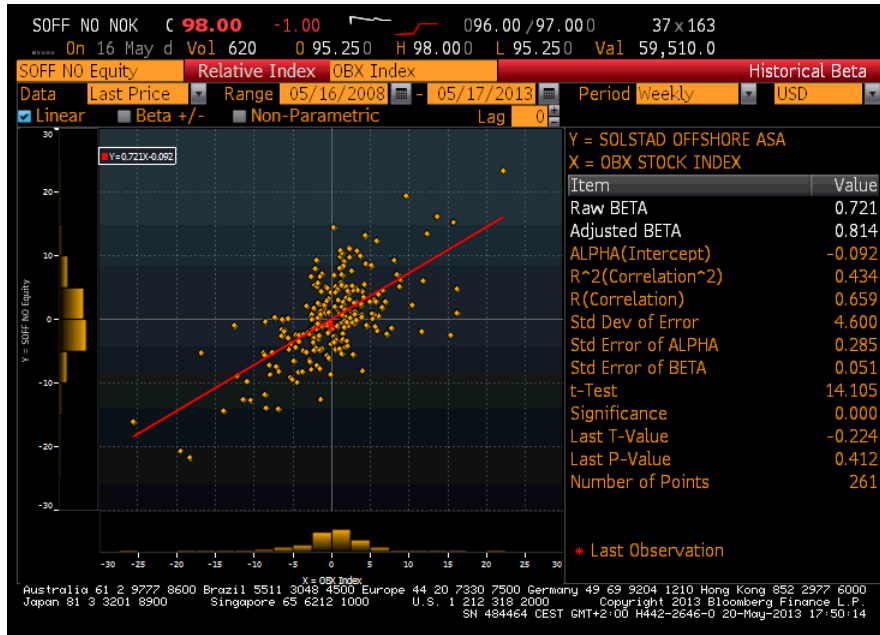 SOFF NO NOK C 98.00 -1.00 O96.00/97.000 37x163
On 16 May d Vol 620 O 95.250 H 98.000 L 95.250 Val 59,510.0
SOFF NO Equity Relative Index OBX Index Historical Beta
Data Last Price Range 05/16/2008 - 05/17/2013 Period Weekly USD
Linear Beta +/- Non-Parametric Lag 0
Y = SOLSTAD OFFSHORE ASA
X = OBX STOCK INDEX
Item Value
Raw BETA 0.721
Adjusted BETA 0.814
ALPHA(Intercept) -0.092
R^2(Correlation^2) 0.434
R(Correlation) 0.659
Std Dev of Error 4.600
Std Error of ALPHA 0.285
Std Error of BETA 0.051
t-Test 14.105
Significance 0.000
Last T-Value -0.224
Last P-Value 0.412
Number of Points 261
* Last Observation
Y=0.721X-0.092
30
20
10
0
-10
-20
-30
Y = SOFF NO Equity
-30 -25 -20 -15 -10 -5 0 5 10 15 20 25 30
X = OBX Index
Australia 61 2 9777 8600 Brazil 5511 3048 4500 Europe 44 20 7330 7500 Germany 49 69 9204 1210 Hong Kong 852 2977 6000
Japan 81 3 3201 8900 Singapore 65 6212 1000 U.S. 1 212 318 2000 Copyright 2013 Bloomberg Finance L.P.
SN 484464 CEST GMT+2:00 H442-2646-0 20-May-2013 17:50:14